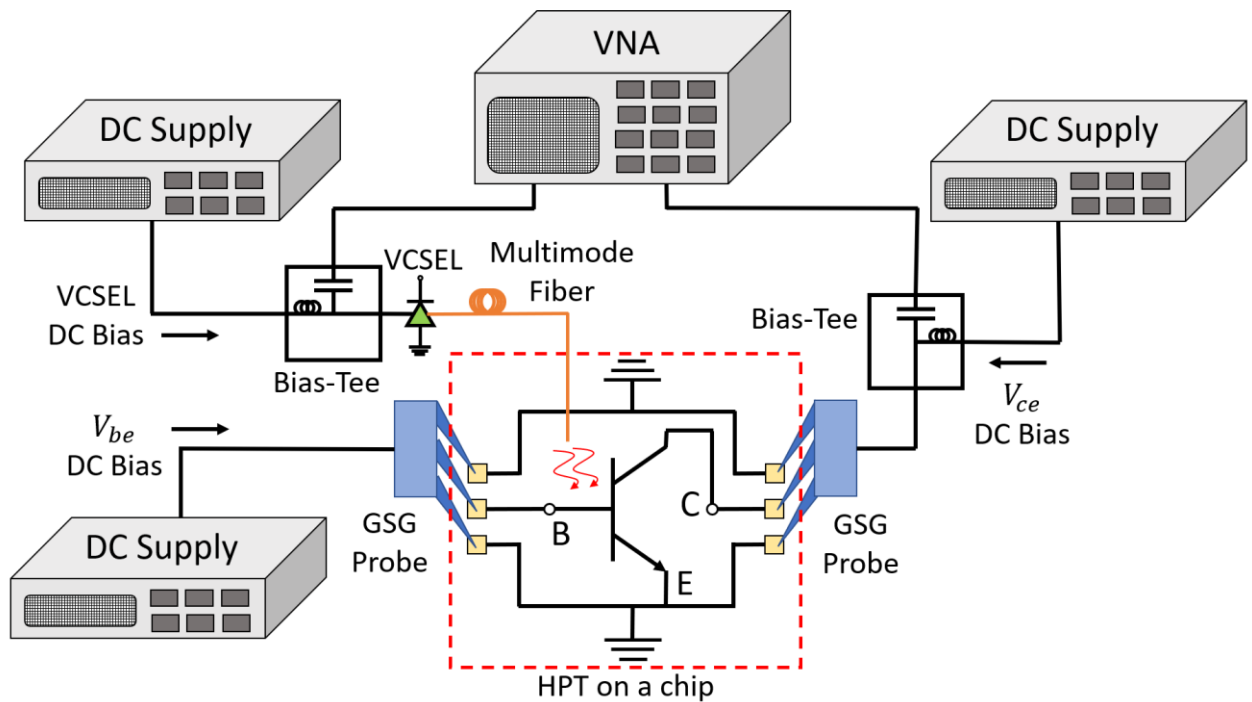 VNA
DC Supply
DC Supply
VCSEL
Multimode
Fiber
VCSEL
DC Bias
Bias-Tee
Bias-Tee
V_be
DC Bias
V_ce
DC Bias
GSG
Probe
B
C
E
GSG
Probe
DC Supply
HPT on a chip